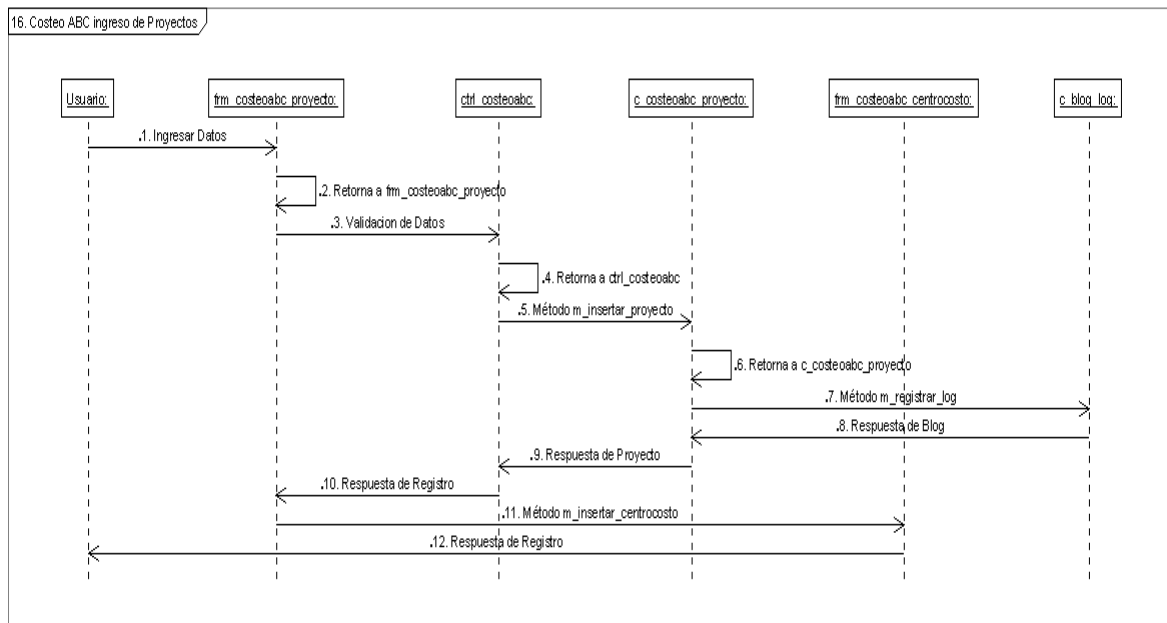 16. Costeo ABC ingreso de Proyectos
Usuario:
frm_costeoabc_proyecto:
ctrl_costeoabc:
c_costeoabc_proyecto:
frm_costeoabc_centrocosto:
c_blog_log:
.1. Ingresar Datos
.2. Retorna a frm_costeoabc_proyecto
.3. Validacion de Datos
.4. Retorna a ctrl_costeoabc
.5. Método m_insertar_proyecto
.6. Retorna a c_costeoabc_proyecto
.7. Método m_registrar_log
.8. Respuesta de Blog
.9. Respuesta de Proyecto
.10. Respuesta de Registro
.11. Método m_insertar_centrocosto
.12. Respuesta de Registro